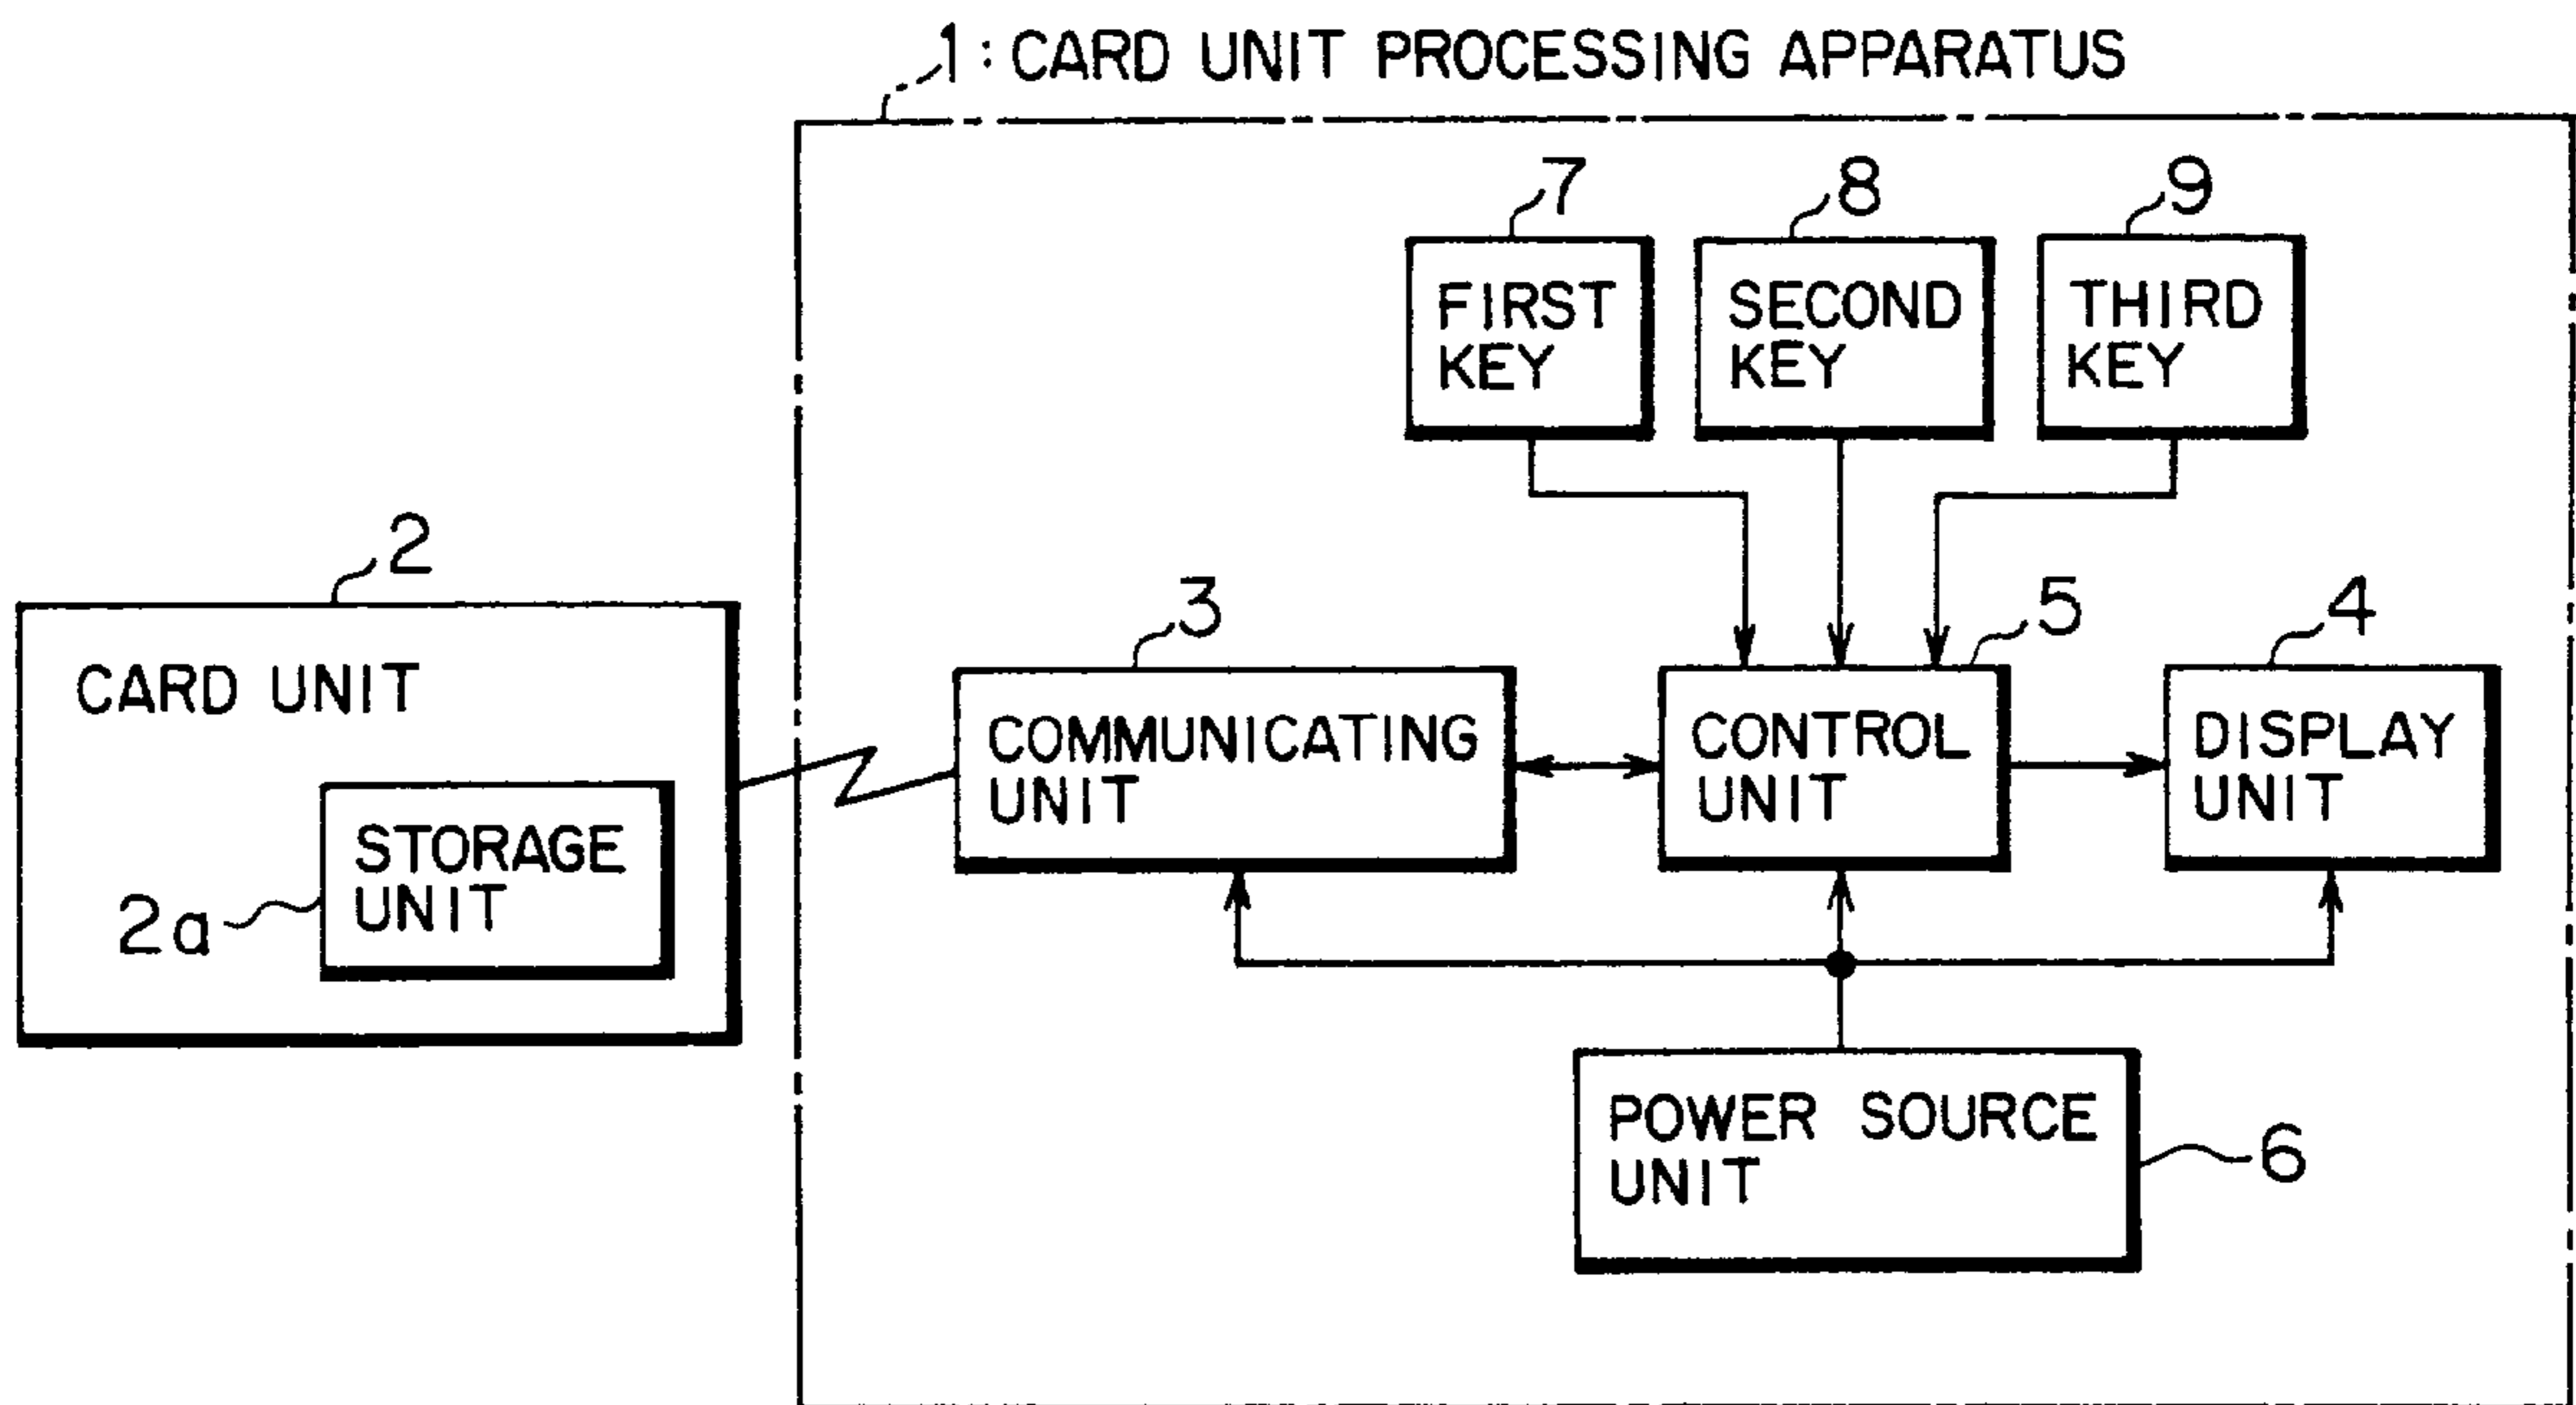 1: CARD UNIT PROCESSING APPARATUS
7
8
9
FIRST
KEY
SECOND
KEY
THIRD
KEY
2
CARD UNIT
2a
STORAGE
UNIT
3
COMMUNICATING
UNIT
5
CONTROL
UNIT
4
DISPLAY
UNIT
POWER SOURCE
UNIT
6